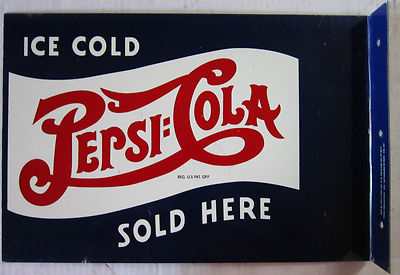 ICE COLD
PEPSI=COLA
REG. U.S. PAT. OFF.
SOLD HERE